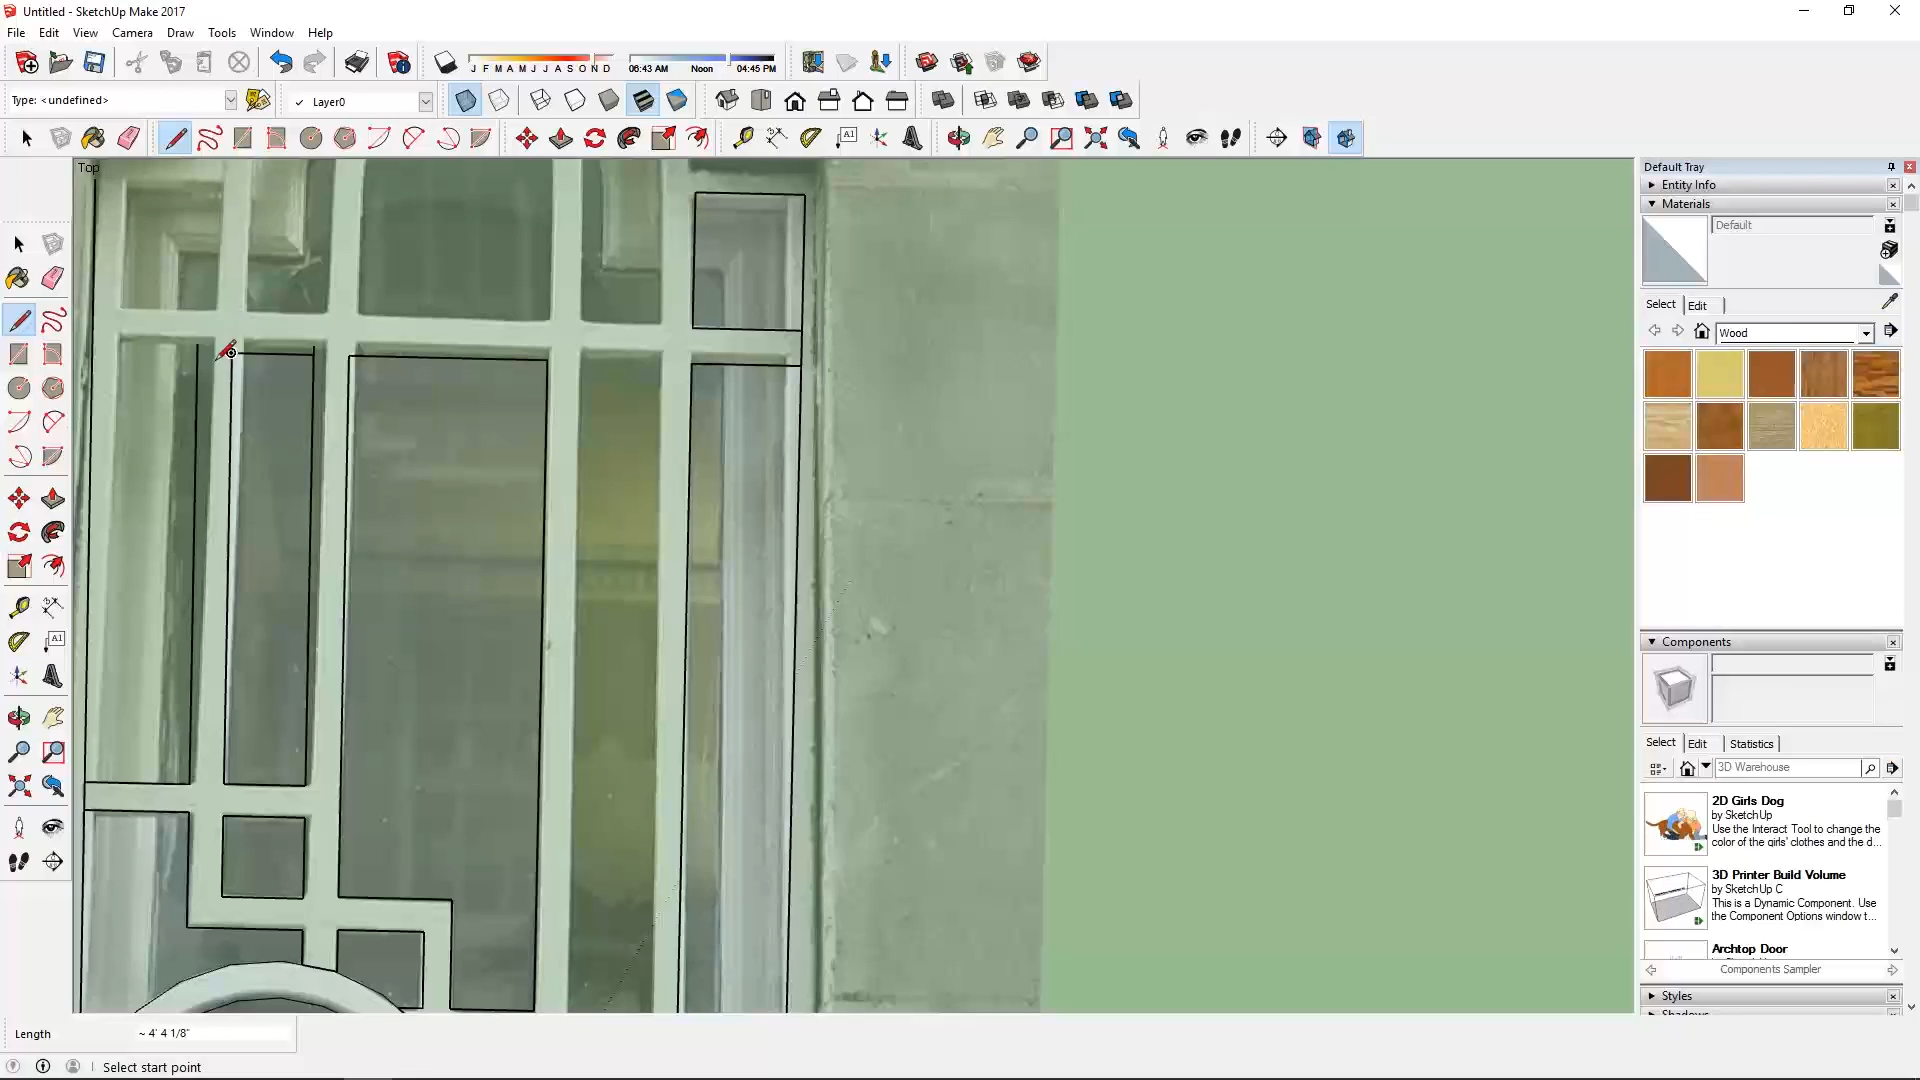 Untitled - SketchUp Make 2017
File Edit View Camera Draw Tools Window Help
J F M A M J J A S O N D 06:43 AM Noon 04:45 PM
Type: <undefined> Layer0
A1
Top
A1
Default Tray
Entity Info
Materials
Default
Select Edit
Wood
Components
Select Edit Statistics
3D Warehouse
2D Girls Dog
by SketchUp
Use the Interact Tool to change the
color of the girls' clothes and the d...
3D Printer Build Volume
by SketchUp C
This is a Dynamic Component. Use
the Component Options window t...
Archtop Door
Components Sampler
Styles
Shadows
Length ~ 4' 4 1/8"
Select start point